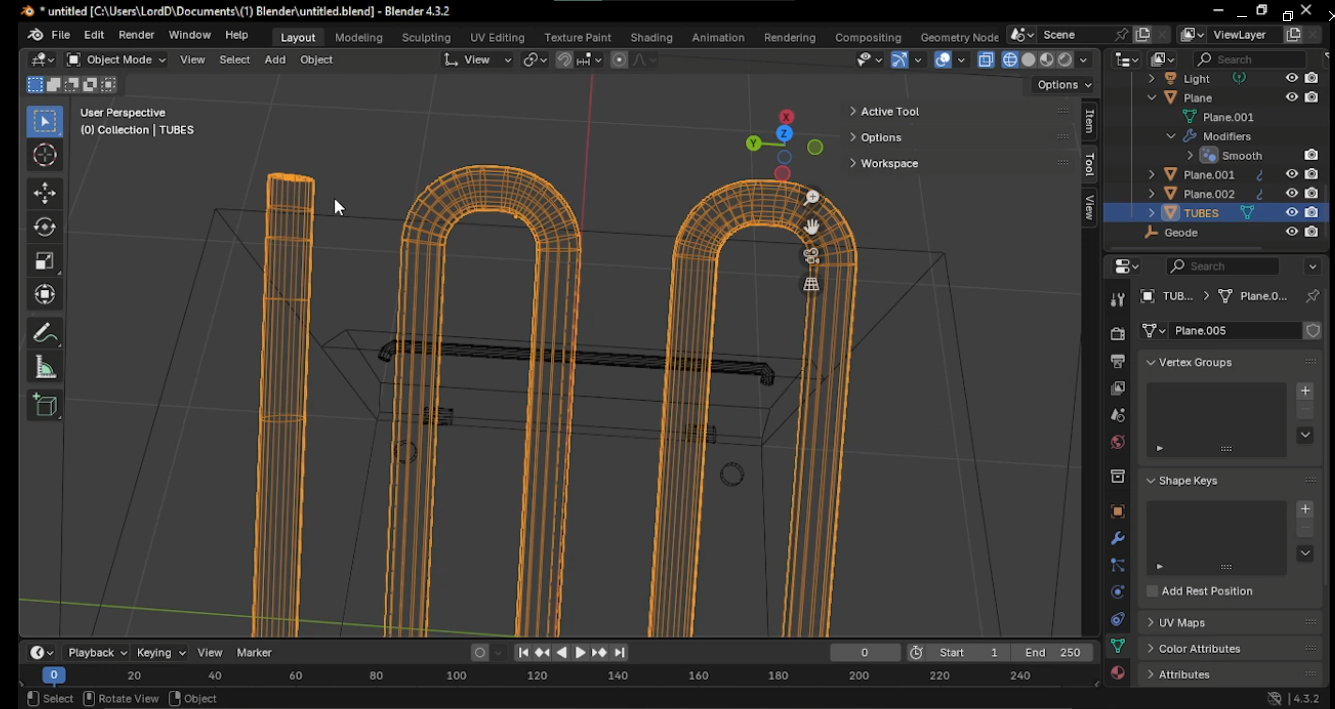 * untitled [C:\Users\LordD\Documents\(1) Blender\untitled.blend] - Blender 4.3.2
File Edit Render Window Help Layout Modeling Sculpting UV Editing Texture Paint Shading Animation Rendering Compositing Geometry Node Scene ViewLayer
Object Mode View Select Add Object View Search
Options
User Perspective
(0) Collection | TUBES
X
Y
Z
Active Tool
Options
Workspace
Item
Tool
View
Light
Plane
Plane.001
Modifiers
Smooth
Plane.001
Plane.002
TUBES
Geode
Search
TUB... > Plane.0...
Plane.005
Vertex Groups
Shape Keys
Add Rest Position
UV Maps
Color Attributes
Attributes
Playback Keying View Marker 0 Start 1 End 250
0 20 40 60 80 100 120 140 160 180 200 220 240
Select Rotate View Object 4.3.2